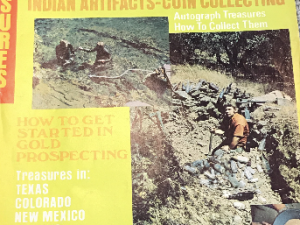 SURES
INDIAN ARTIFACTS-COIN COLLECTING
Autograph Treasures
How To Collect Them
HOW TO GET
STARTED IN
GOLD
PROSPECTING
Treasures in:
TEXAS
COLORADO
NEW MEXICO